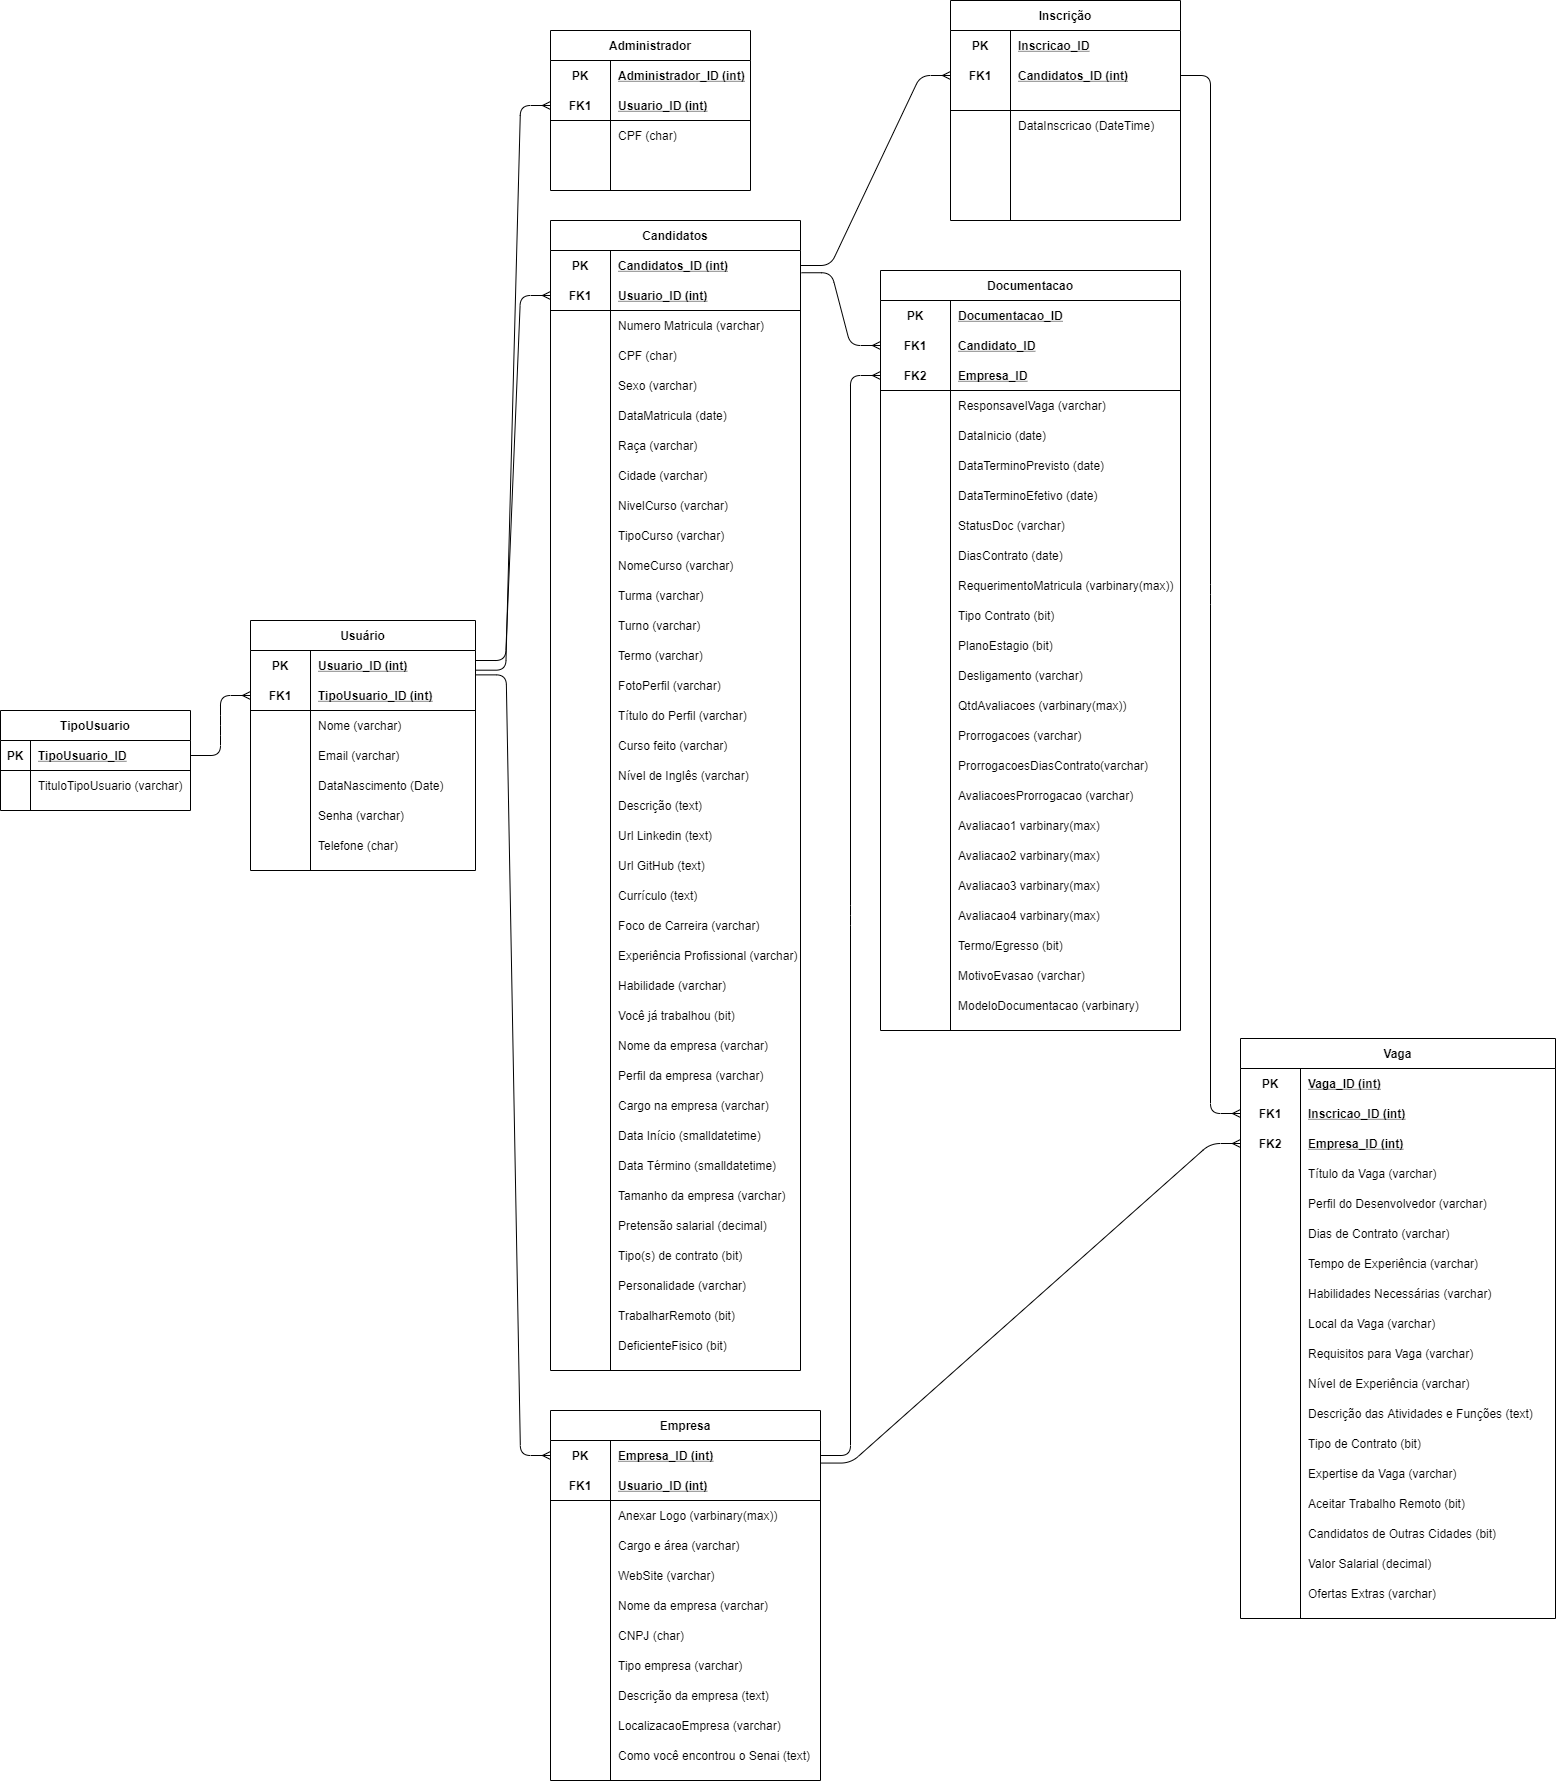 Administrador
PK Administrador_ID (int)
FK1 Usuario_ID (int)
CPF (char)
Inscrição
PK Inscricao_ID
FK1 Candidatos_ID (int)
DataInscricao (DateTime)
Candidatos
PK Candidatos_ID (int)
FK1 Usuario_ID (int)
Numero Matricula (varchar)
CPF (char)
Sexo (varchar)
DataMatricula (date)
Raça (varchar)
Cidade (varchar)
NivelCurso (varchar)
TipoCurso (varchar)
NomeCurso (varchar)
Turma (varchar)
Turno (varchar)
Termo (varchar)
FotoPerfil (varchar)
Título do Perfil (varchar)
Curso feito (varchar)
Nível de Inglês (varchar)
Descrição (text)
Url Linkedin (text)
Url GitHub (text)
Currículo (text)
Foco de Carreira (varchar)
Experiência Profissional (varchar)
Habilidade (varchar)
Você já trabalhou (bit)
Nome da empresa (varchar)
Perfil da empresa (varchar)
Cargo na empresa (varchar)
Data Início (smalldatetime)
Data Término (smalldatetime)
Tamanho da empresa (varchar)
Pretensão salarial (decimal)
Tipo(s) de contrato (bit)
Personalidade (varchar)
TrabalharRemoto (bit)
DeficienteFisico (bit)
Documentacao
PK Documentacao_ID
FK1 Candidato_ID
FK2 Empresa_ID
ResponsavelVaga (varchar)
DataInicio (date)
DataTerminoPrevisto (date)
DataTerminoEfetivo (date)
StatusDoc (varchar)
DiasContrato (date)
RequerimentoMatricula (varbinary(max))
Tipo Contrato (bit)
PlanoEstagio (bit)
Desligamento (varchar)
QtdAvaliacoes (varbinary(max))
Prorrogacoes (varchar)
ProrrogacoesDiasContrato(varchar)
AvaliacoesProrrogacao (varchar)
Avaliacao1 varbinary(max)
Avaliacao2 varbinary(max)
Avaliacao3 varbinary(max)
Avaliacao4 varbinary(max)
Termo/Egresso (bit)
MotivoEvasao (varchar)
ModeloDocumentacao (varbinary)
Usuário
PK Usuario_ID (int)
FK1 TipoUsuario_ID (int)
Nome (varchar)
Email (varchar)
DataNascimento (Date)
Senha (varchar)
Telefone (char)
TipoUsuario
PK TipoUsuario_ID
TituloTipoUsuario (varchar)
Vaga
PK Vaga_ID (int)
FK1 Inscricao_ID (int)
FK2 Empresa_ID (int)
Título da Vaga (varchar)
Perfil do Desenvolvedor (varchar)
Dias de Contrato (varchar)
Tempo de Experiência (varchar)
Habilidades Necessárias (varchar)
Local da Vaga (varchar)
Requisitos para Vaga (varchar)
Nível de Experiência (varchar)
Descrição das Atividades e Funções (text)
Tipo de Contrato (bit)
Expertise da Vaga (varchar)
Aceitar Trabalho Remoto (bit)
Candidatos de Outras Cidades (bit)
Valor Salarial (decimal)
Ofertas Extras (varchar)
Empresa
PK Empresa_ID (int)
FK1 Usuario_ID (int)
Anexar Logo (varbinary(max))
Cargo e área (varchar)
WebSite (varchar)
Nome da empresa (varchar)
CNPJ (char)
Tipo empresa (varchar)
Descrição da empresa (text)
LocalizacaoEmpresa (varchar)
Como você encontrou o Senai (text)